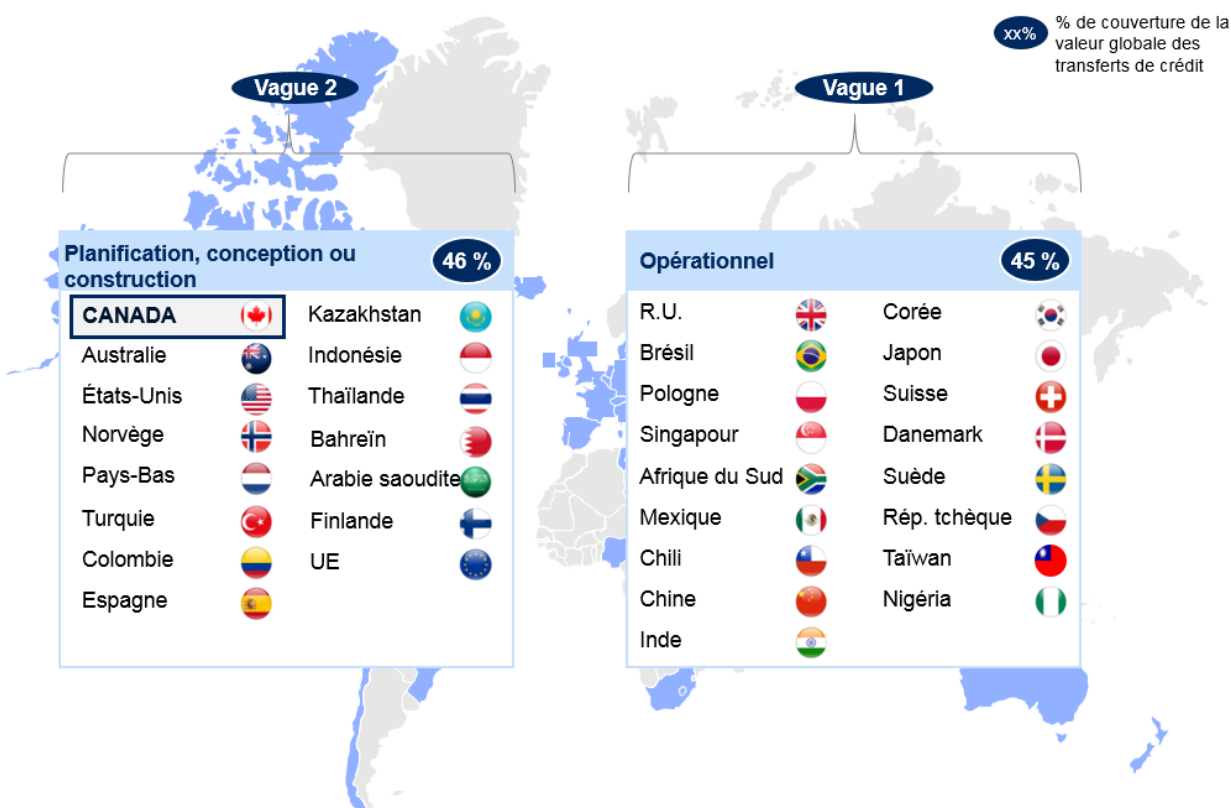 xx%
% de couverture de la
valeur globale des
transferts de crédit
Vague 2
Vague 1
Planification, conception ou
construction
46 %
CANADA
Kazakhstan
Australie
Indonésie
États-Unis
Thaïlande
Norvège
Bahreïn
Pays-Bas
Arabie saoudite
Turquie
Finlande
Colombie
UE
Espagne
Opérationnel
45 %
R.U.
Corée
Brésil
Japon
Pologne
Suisse
Singapour
Danemark
Afrique du Sud
Suède
Mexique
Rép. tchèque
Chili
Taïwan
Chine
Nigéria
Inde